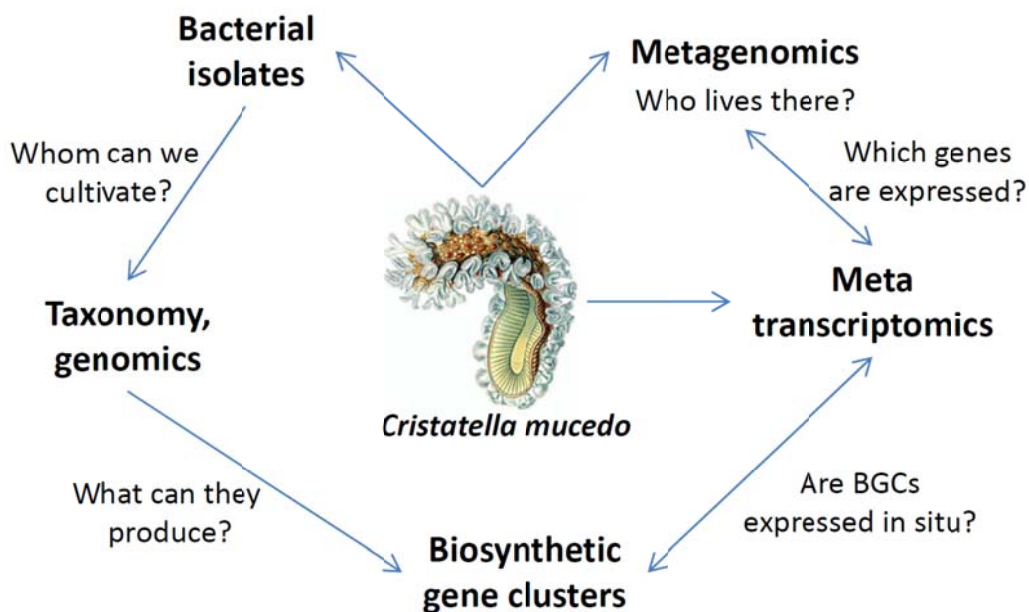 Bacterial
isolates
Metagenomics
Who lives there?
Whom can we
cultivate?
Which genes
are expressed?
Taxonomy,
genomics
Meta
transcriptomics
Cristatella mucedo
What can they
produce?
Are BGCs
expressed in situ?
Biosynthetic
gene clusters